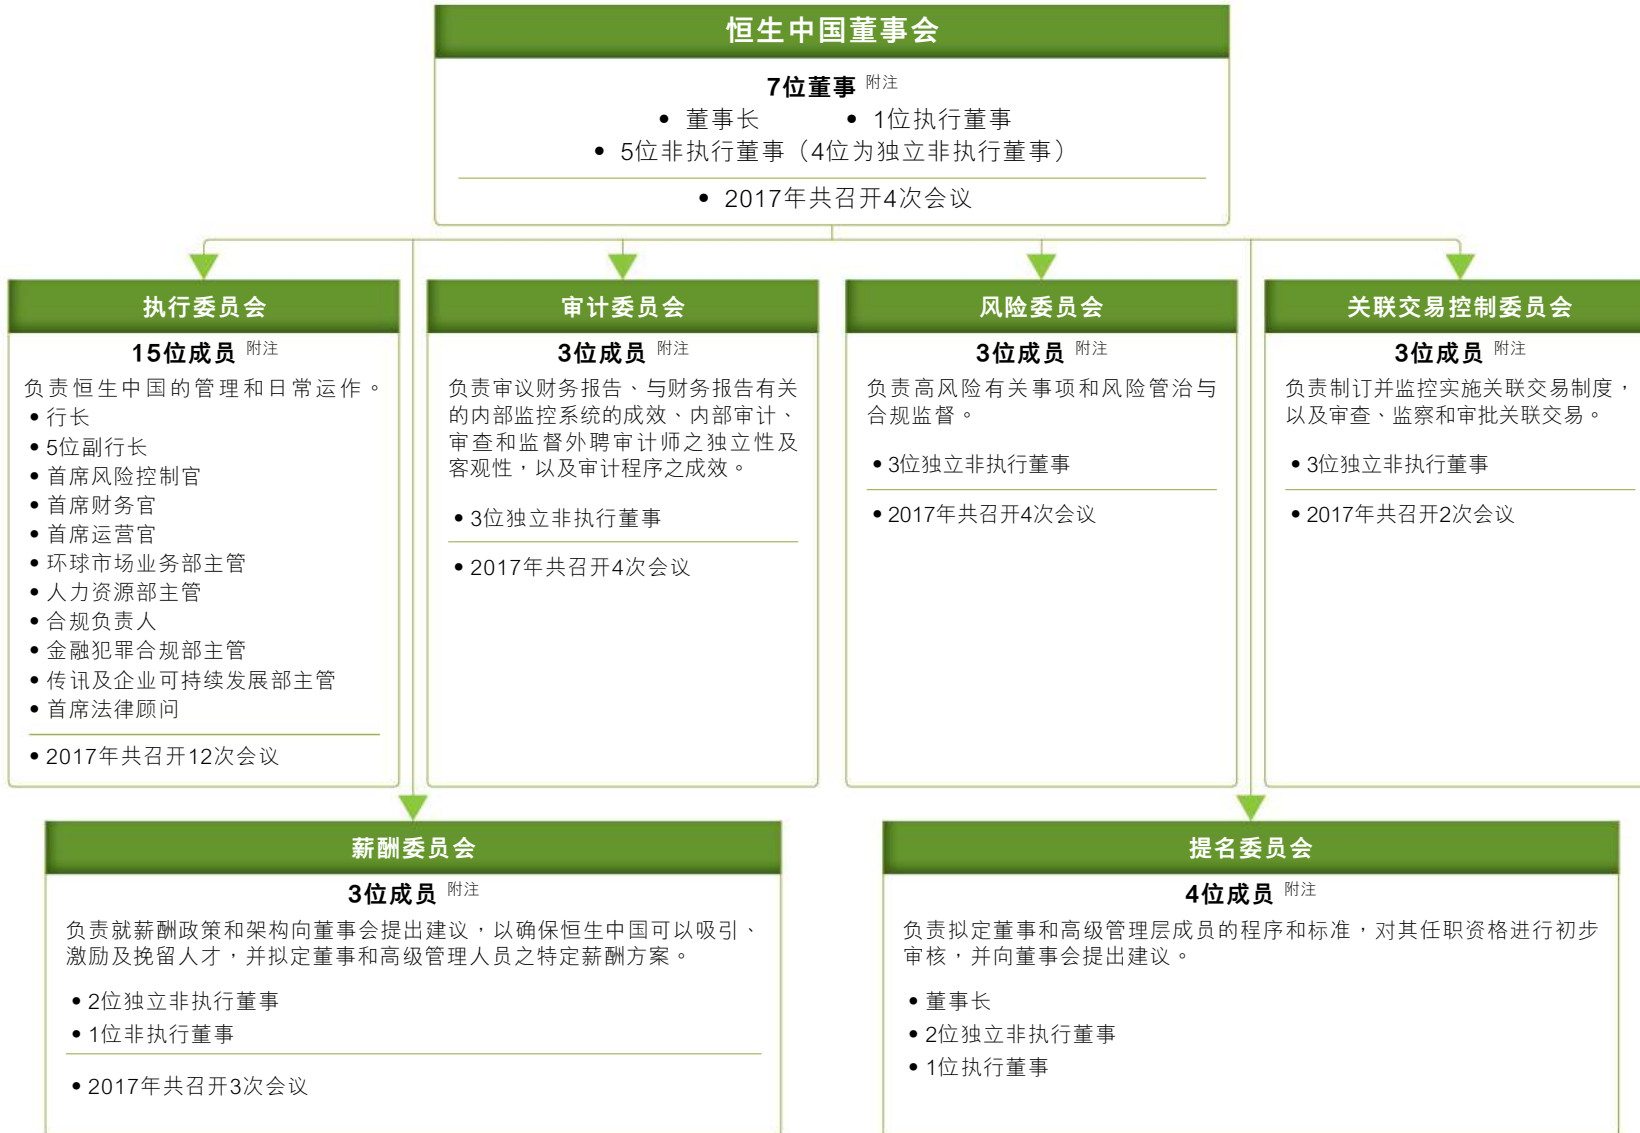 恒生中国董事会
7位董事 附注
• 董事长 • 1位执行董事
• 5位非执行董事（4位为独立非执行董事）
• 2017年共召开4次会议
执行委员会
15位成员 附注
负责恒生中国的管理和日常运作。
• 行长
• 5位副行长
• 首席风险控制官
• 首席财务官
• 首席运营官
• 环球市场业务部主管
• 人力资源部主管
• 合规负责人
• 金融犯罪合规部主管
• 传讯及企业可持续发展部主管
• 首席法律顾问
• 2017年共召开12次会议
审计委员会
3位成员 附注
负责审议财务报告、与财务报告有关
的内部监控系统的成效、内部审计、
审查和监督外聘审计师之独立性及
客观性，以及审计程序之成效。
• 3位独立非执行董事
• 2017年共召开4次会议
风险委员会
3位成员 附注
负责高风险有关事项和风险管治与
合规监督。
• 3位独立非执行董事
• 2017年共召开4次会议
关联交易控制委员会
3位成员 附注
负责制订并监控实施关联交易制度，
以及审查、监察和审批关联交易。
• 3位独立非执行董事
• 2017年共召开2次会议
薪酬委员会
3位成员 附注
负责就薪酬政策和架构向董事会提出建议，以确保恒生中国可以吸引、
激励及挽留人才，并拟定董事和高级管理人员之特定薪酬方案。
• 2位独立非执行董事
• 1位非执行董事
• 2017年共召开3次会议
提名委员会
4位成员 附注
负责拟定董事和高级管理层成员的程序和标准，对其任职资格进行初步
审核，并向董事会提出建议。
• 董事长
• 2位独立非执行董事
• 1位执行董事